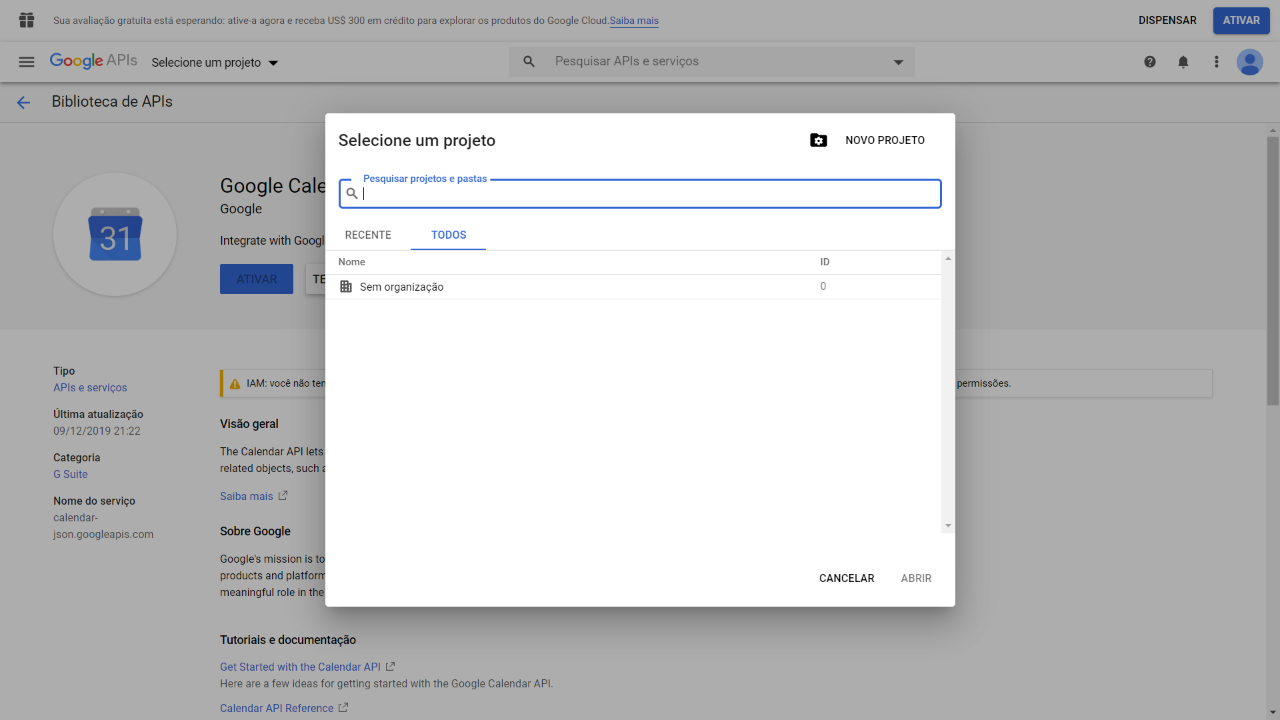 Sua avaliação gratuita está esperando: ative-a agora e receba US$ 300 em crédito para explorar os produtos do Google Cloud.Saiba mais
DISPENSAR
ATIVAR
Google APIs
Selecione um projeto
Pesquisar APIs e serviços
Biblioteca de APIs
Selecione um projeto
NOVO PROJETO
Pesquisar projetos e pastas
RECENTE
TODOS
Nome
ID
Sem organização
0
CANCELAR
ABRIR
31
Google Cale
Google
Integrate with Googl
ATIVAR
TE
Tipo
APIs e serviços
Última atualização
09/12/2019 21:22
Categoria
G Suite
Nome do serviço
calendar-
json.googleapis.com
IAM: você não ten
permissões.
Visão geral
The Calendar API lets
related objects, such a
Saiba mais
Sobre Google
Google's mission is to
products and platform
meaningful role in the
Tutoriais e documentação
Get Started with the Calendar API
Here are a few ideas for getting started with the Google Calendar API.
Calendar API Reference